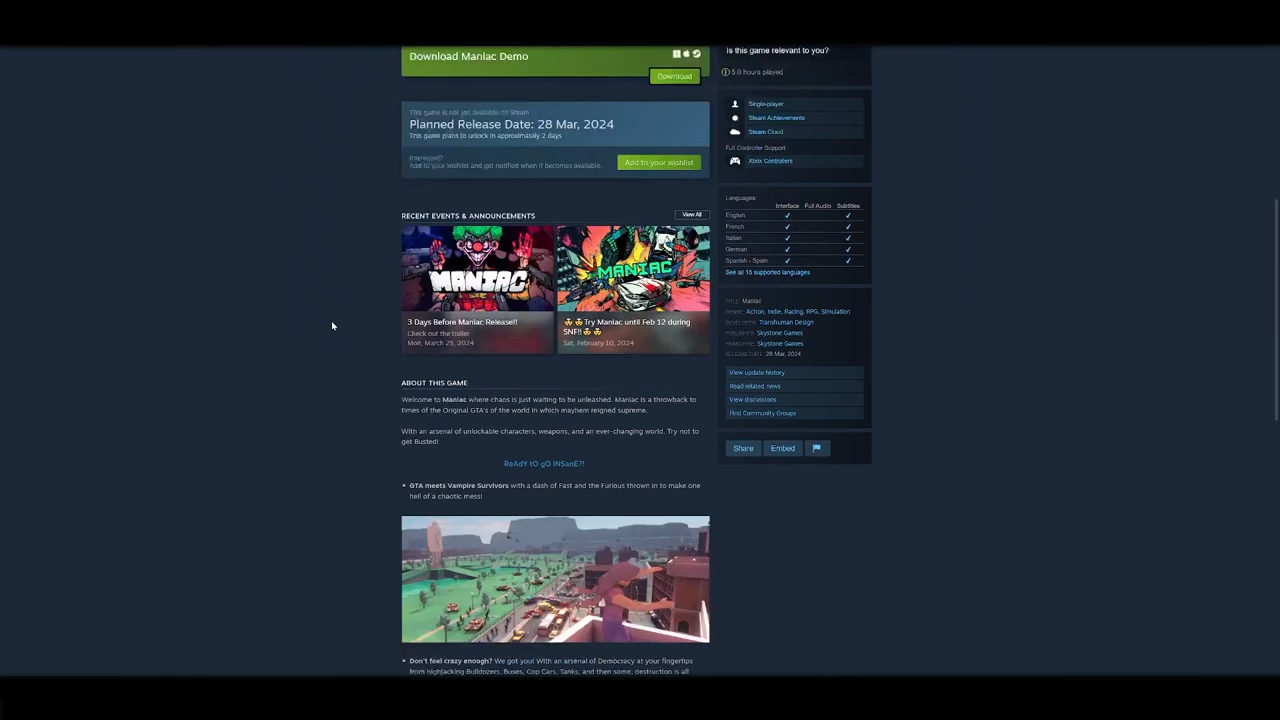 Download Maniac Demo
Download
This game is not yet available on Steam
Planned Release Date: 28 Mar, 2024
This game plans to unlock in approximately 2 days
Interested?
Add to your wishlist and get notified when it becomes available.
Add to your wishlist
RECENT EVENTS & ANNOUNCEMENTS
View All
MANIAC
3 Days Before Maniac Release!!
Check out the trailer
Mon, March 25, 2024
MANIAC
☢☢Try Maniac until Feb 12 during
SNF!! ☢☢
Sat, February 10, 2024
ABOUT THIS GAME
Welcome to Maniac where chaos is just waiting to be unleashed. Maniac is a throwback to
times of the Original GTA's of the world in which mayhem reigned supreme.
With an arsenal of unlockable characters, weapons, and an ever-changing world. Try not to
get Busted!
ReAdY tO gO INSanE?!
• GTA meets Vampire Survivors with a dash of Fast and the Furious thrown in to make one
hell of a chaotic mess!
• Don't feel crazy enough? We got you! With an arsenal of Democracy at your fingertips
from highjacking Bulldozers, Buses, Cop Cars, Tanks, and then some, destruction is all
Is this game relevant to you?
5.0 hours played
Single-player
Steam Achievements
Steam Cloud
Full Controller Support
Xbox Controllers
Languages:
Interface Full Audio Subtitles
English ✓ ✓
French ✓ ✓
Italian ✓ ✓
German ✓ ✓
Spanish - Spain ✓ ✓
See all 15 supported languages
TITLE: Maniac
GENRE: Action, Indie, Racing, RPG, Simulation
DEVELOPER: Transhuman Design
PUBLISHER: Skystone Games
FRANCHISE: Skystone Games
RELEASE DATE: 28 Mar, 2024
View update history
Read related news
View discussions
Find Community Groups
Share Embed